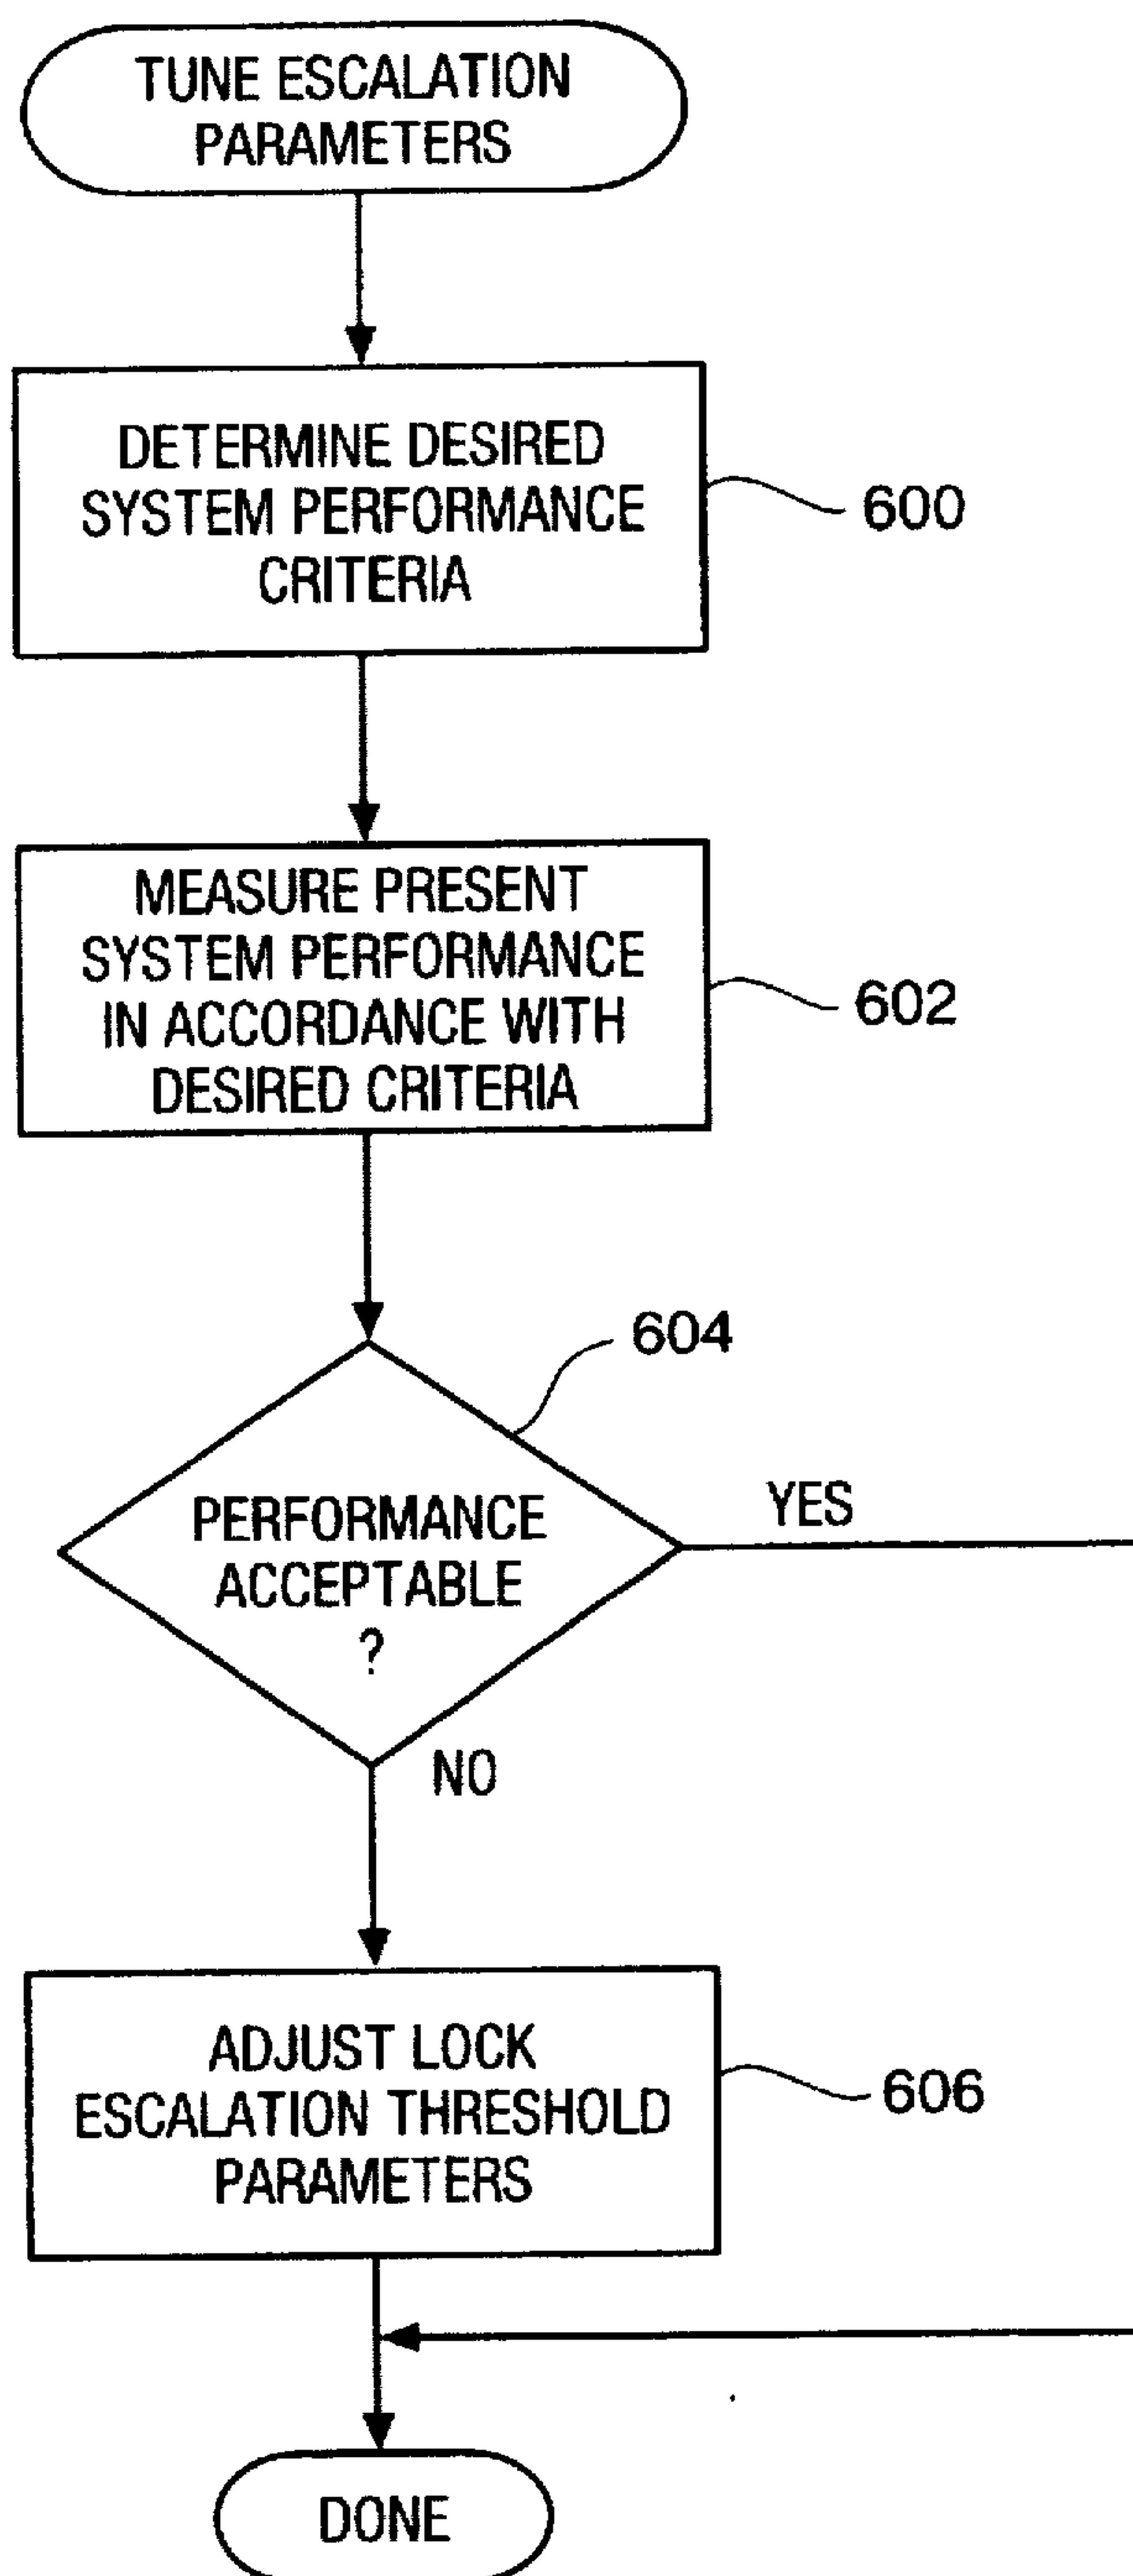 TUNE ESCALATION
PARAMETERS
DETERMINE DESIRED
SYSTEM PERFORMANCE
CRITERIA
600
MEASURE PRESENT
SYSTEM PERFORMANCE
IN ACCORDANCE WITH
DESIRED CRITERIA
602
604
PERFORMANCE
ACCEPTABLE
?
YES
NO
ADJUST LOCK
ESCALATION THRESHOLD
PARAMETERS
606
DONE